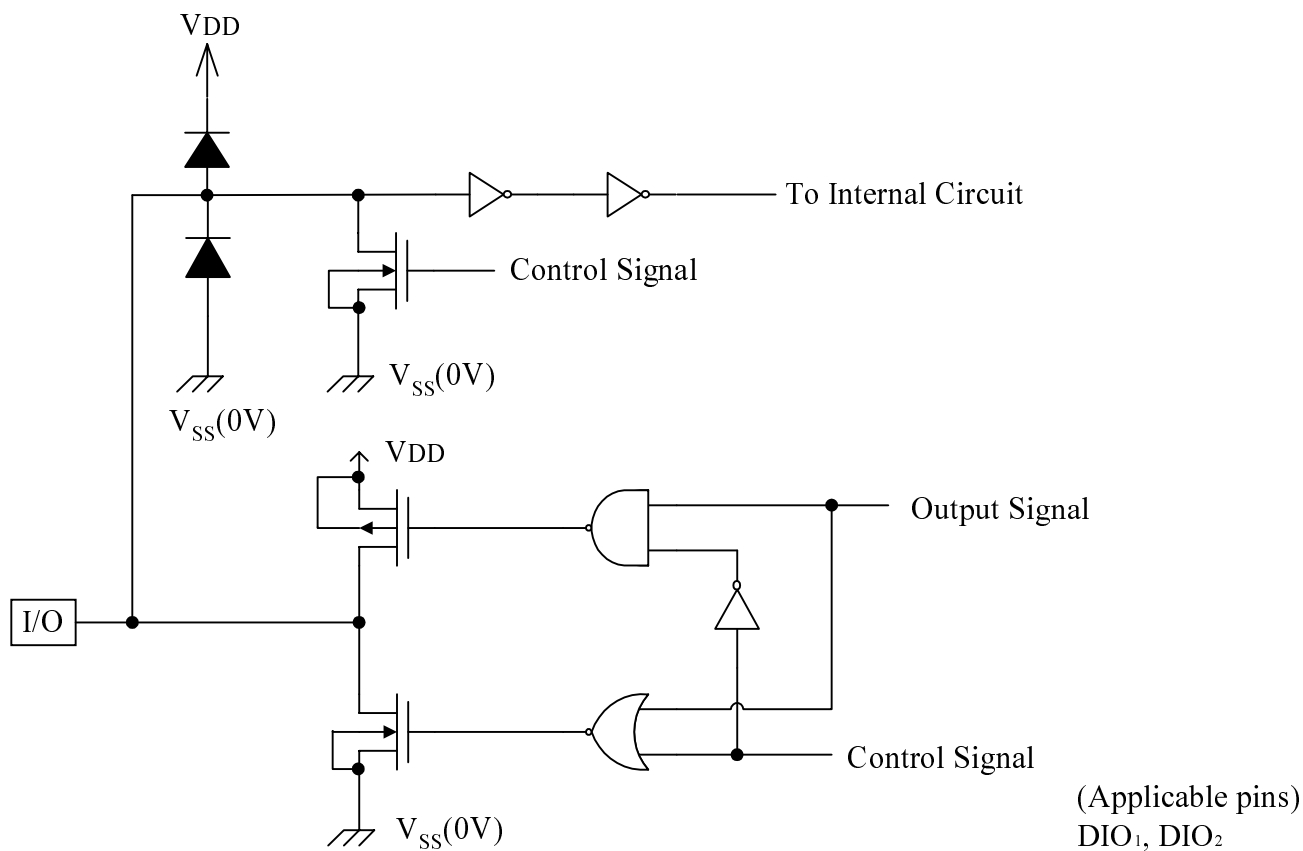 VDD
To Internal Circuit
Control Signal
VSS(0V)
VSS(0V)
VDD
Output Signal
I/O
Control Signal
VSS(0V)
(Applicable pins)
DIO1, DIO2